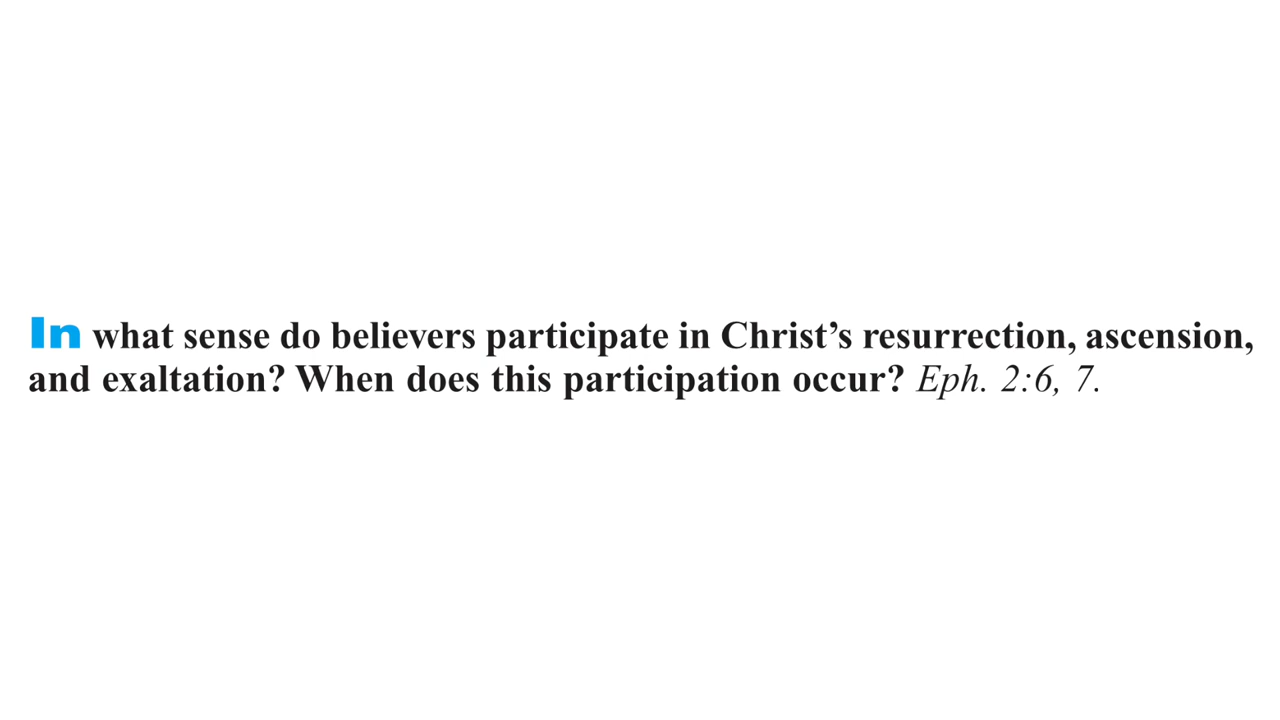 In what sense do believers participate in Christ’s resurrection, ascension,
and exaltation? When does this participation occur? Eph. 2:6, 7.